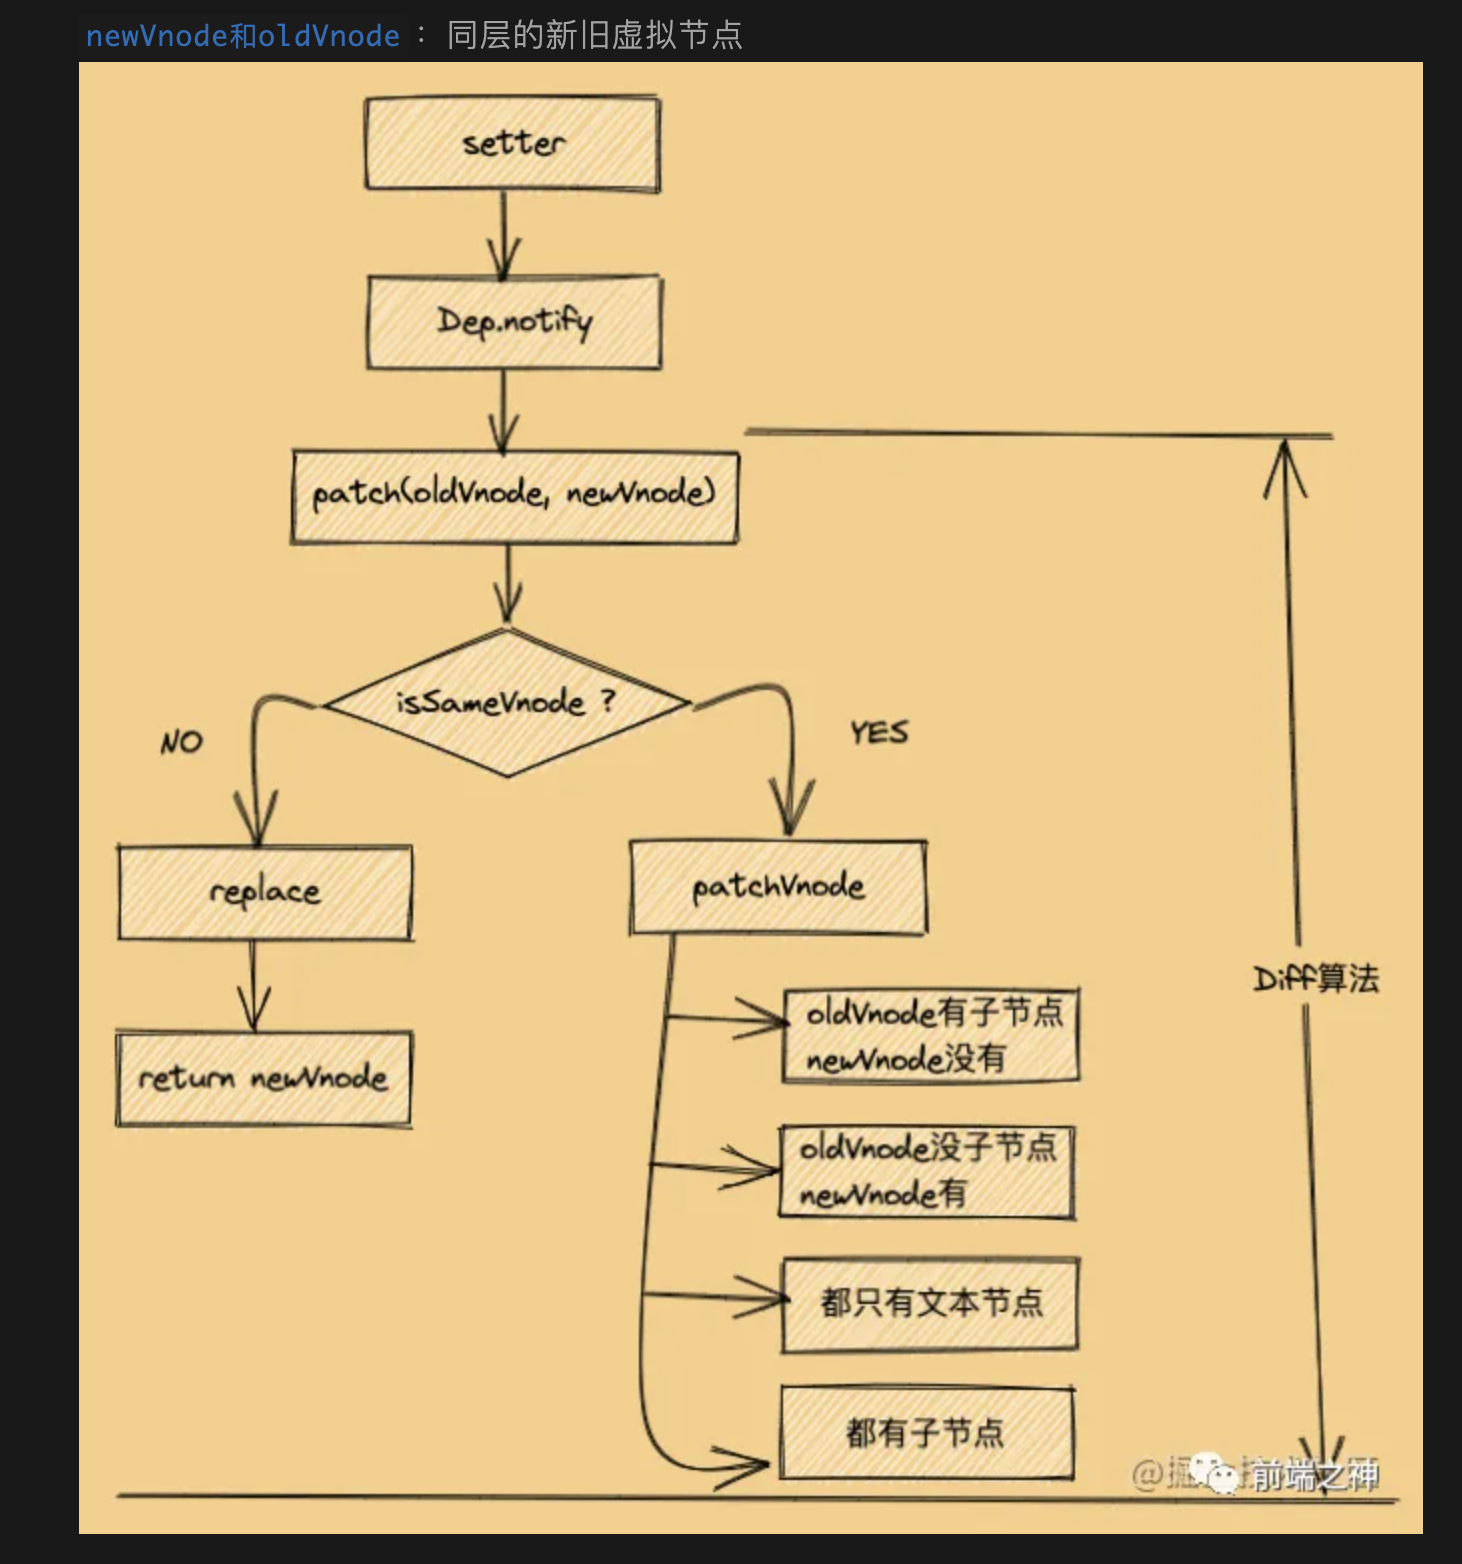 newVnode和oldVnode：同层的新旧虚拟节点
setter
Dep.notify
patch(oldVnode, newVnode)
isSameVnode ?
NO
YES
replace
patchVnode
return newVnode
oldVnode有子节点
newVnode没有
oldVnode没子节点
newVnode有
都只有文本节点
都有子节点
Diff算法
@掘
前端之神